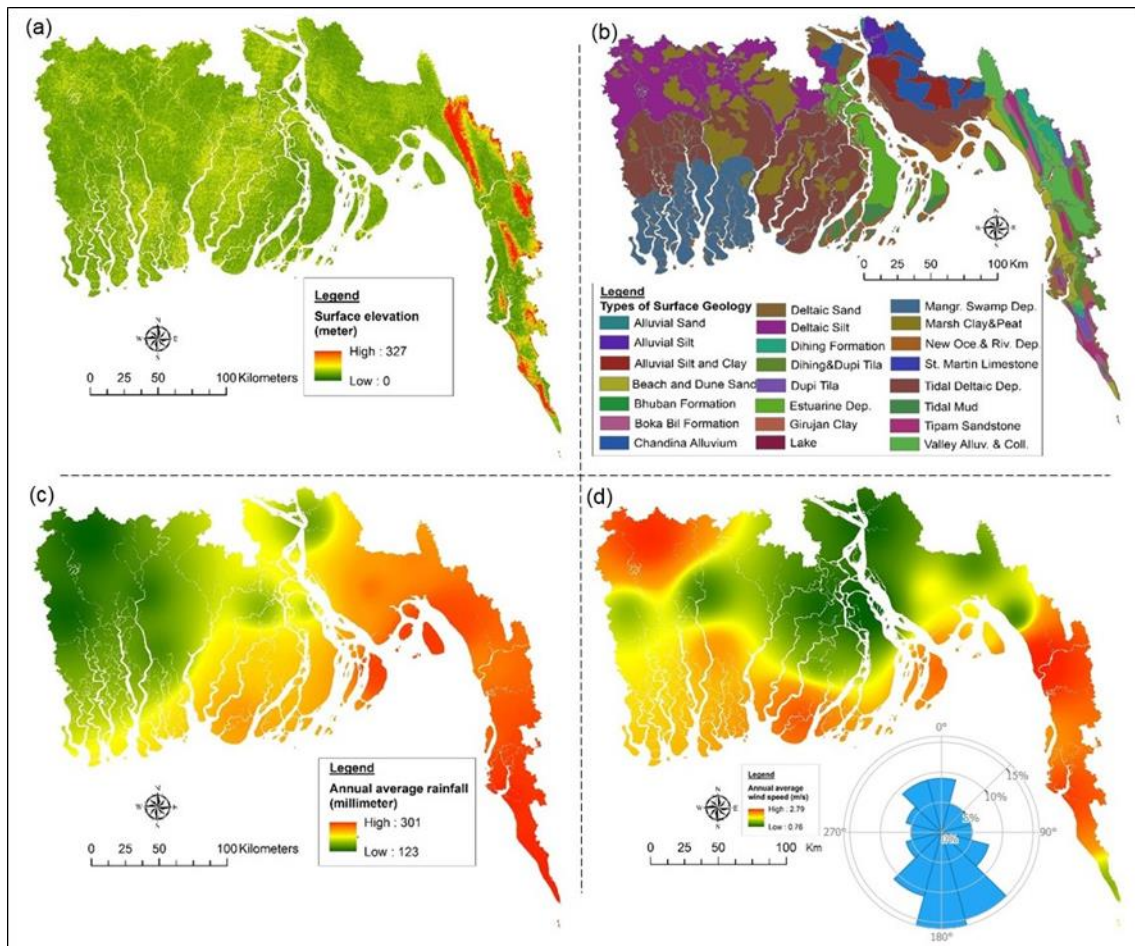 (a)
N
W E
S
0 25 50 100 Kilometers
Legend
Surface elevation
(meter)
High : 327
Low : 0
(b)
0 25 50 100 Km
Legend
Types of Surface Geology
Alluvial Sand
Alluvial Silt
Alluvial Silt and Clay
Beach and Dune Sand
Bhuban Formation
Boka Bil Formation
Chandina Alluvium
Deltaic Sand
Deltaic Silt
Dihing Formation
Dihing&Dupi Tila
Dupi Tila
Estuarine Dep.
Girujan Clay
Lake
Mangr. Swamp Dep.
Marsh Clay&Peat
New Oce.& Riv. Dep.
St. Martin Limestone
Tidal Deltaic Dep.
Tidal Mud
Tipam Sandstone
Valley Alluv. & Coll.
(c)
0 25 50 100 Kilometers
Legend
Annual average rainfall
(millimeter)
High : 301
Low : 123
(d)
0 25 50 100
Km
Legend
Annual average
wind speed (m/s)
High : 2.79
Low : 0.76
0°
15%
10%
5%
0%
270°
90°
180°